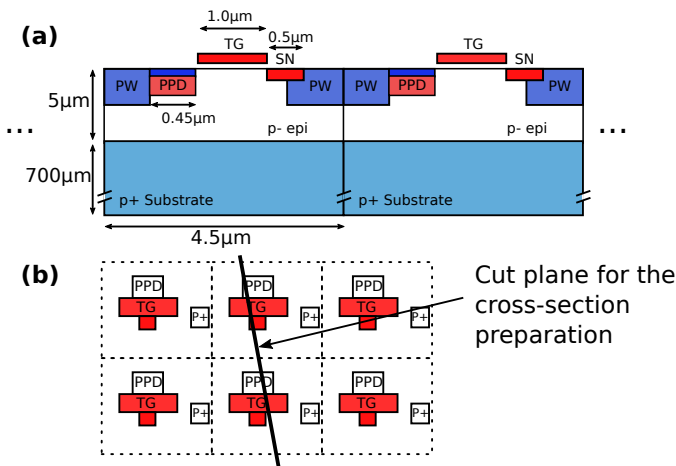 (a)
1.0μm
TG
0.5μm
SN
TG
SN
PW
PPD
PW
PW
PPD
PW
5μm
0.45μm
p- epi
p- epi
...
...
700μm
p+ Substrate
p+ Substrate
4.5μm
(b)
PPD
TG
P+
PPD
TG
P+
PPD
TG
P+
Cut plane for the
cross-section
preparation
PPD
TG
P+
PPD
TG
P+
PPD
TG
P+